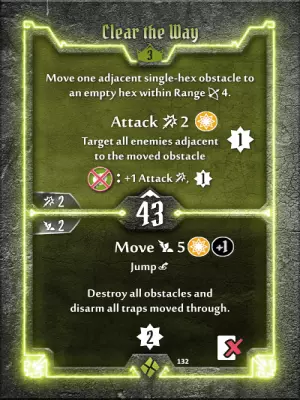 Clear the Way
3
Move one adjacent single-hex obstacle to
an empty hex within Range 4.
Attack 2
Target all enemies adjacent
to the moved obstacle
1
: +1 Attack , 1
2
43
2
Move 5 +1
Jump
Destroy all obstacles and
disarm all traps moved through.
2
132